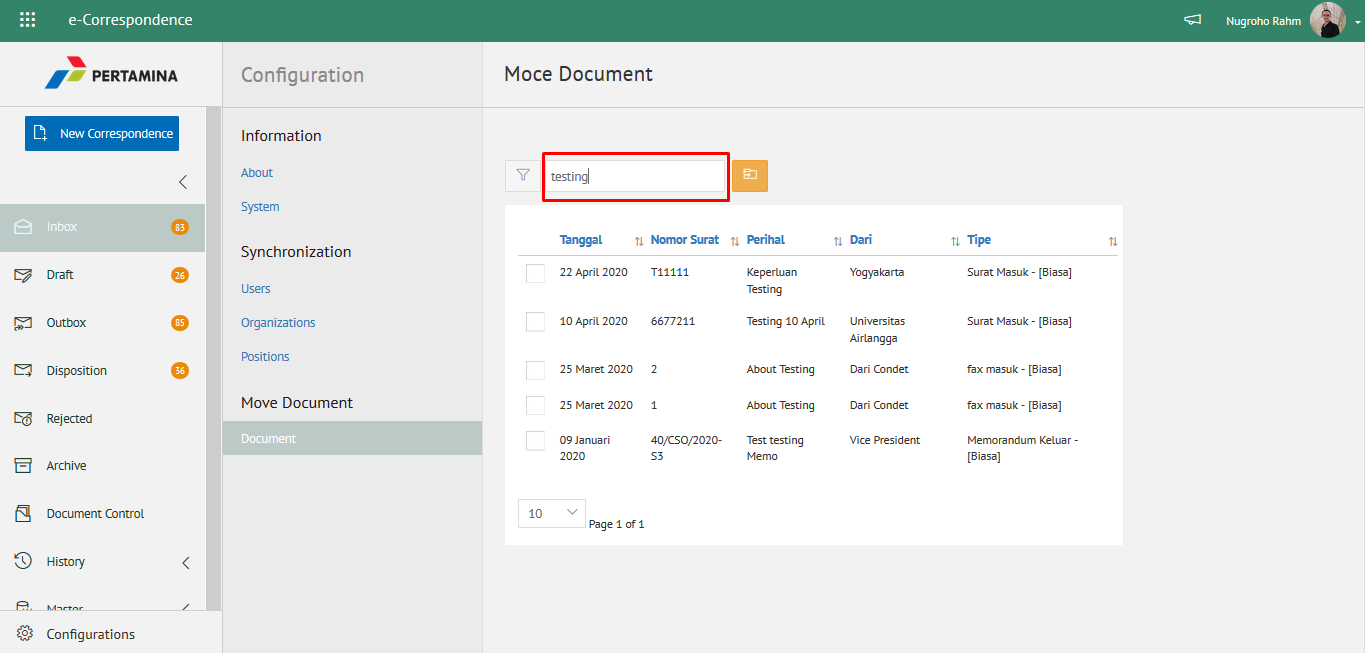 e-Correspondence
Nugroho Rahm
PERTAMINA
New Correspondence
Inbox 83
Draft 26
Outbox 85
Disposition 36
Rejected
Archive
Document Control
History
Master
Configurations
Configuration
Information
About
System
Synchronization
Users
Organizations
Positions
Move Document
Document
Moce Document
testing
Tanggal Nomor Surat Perihal Dari Tipe
22 April 2020 T11111 Keperluan Yogyakarta Surat Masuk - [Biasa]
Testing
10 April 2020 6677211 Testing 10 April Universitas Surat Masuk - [Biasa]
Airlangga
25 Maret 2020 2 About Testing Dari Condet fax masuk - [Biasa]
25 Maret 2020 1 About Testing Dari Condet fax masuk - [Biasa]
09 Januari 40/CSO/2020- Test testing Vice President Memorandum Keluar -
2020 S3 Memo [Biasa]
10 Page 1 of 1